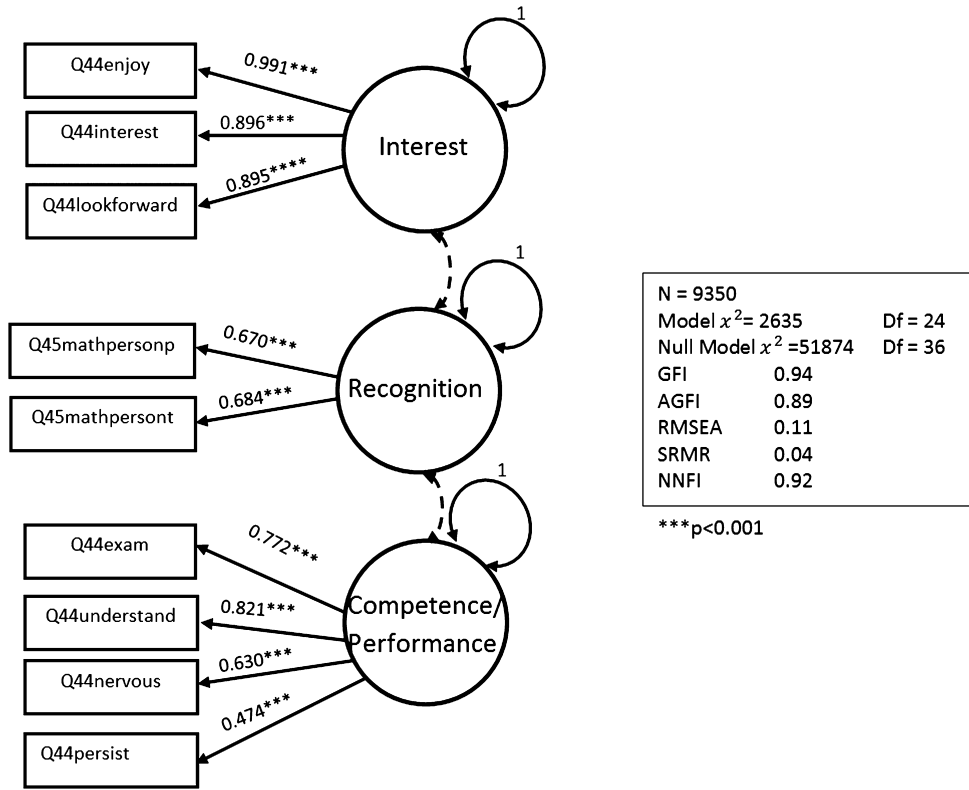 1
Q44enjoy
0.991***
Q44interest
0.896***
Interest
Q44lookforward
0.895****
1
Q45mathpersonp
0.670***
Recognition
Q45mathpersont
0.684***
1
Q44exam
0.772***
Q44understand
0.821***
Competence/
Performance
Q44nervous
0.630***
Q44persist
0.474***
N = 9350
Model 𝑥²= 2635 Df = 24
Null Model 𝑥² =51874 Df = 36
GFI 0.94
AGFI 0.89
RMSEA 0.11
SRMR 0.04
NNFI 0.92
***p<0.001